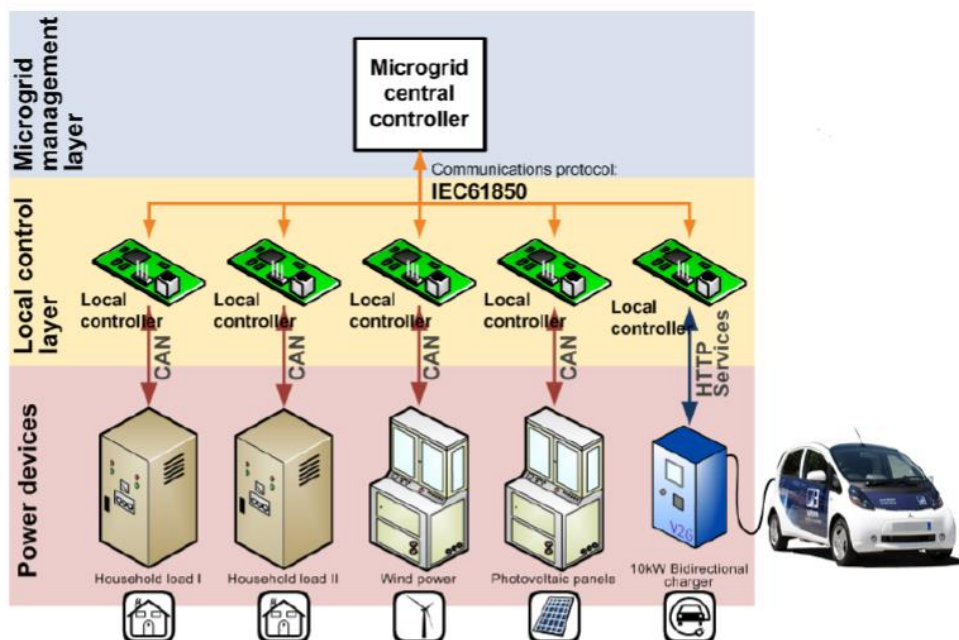 Microgrid
management
layer
Microgrid
central
controller
Communications protocol:
IEC61850
Local control
layer
Local
controller
Local
controller
Local
controller
Local
controller
Local
controller
CAN
CAN
CAN
CAN
HTTP
Services
Power devices
V2G
Household load I
Household load II
Wind power
Photovoltaic panels
10kW Bidirectional
charger